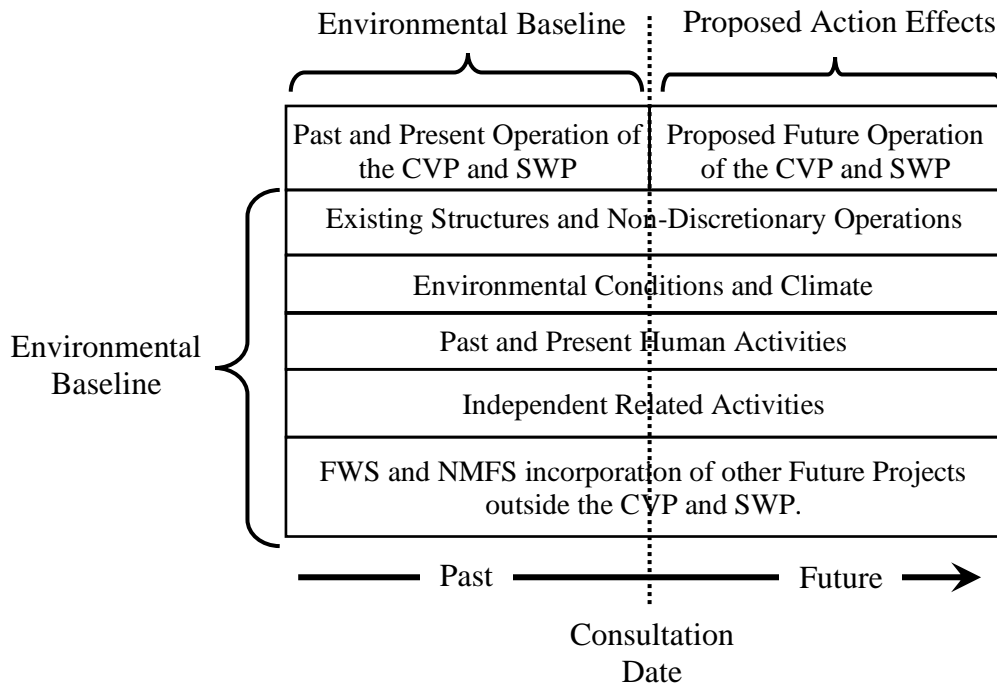 Environmental Baseline
Proposed Action Effects
Past and Present Operation of
the CVP and SWP
Proposed Future Operation
of the CVP and SWP
Existing Structures and Non-Discretionary Operations
Environmental Conditions and Climate
Past and Present Human Activities
Independent Related Activities
FWS and NMFS incorporation of other Future Projects
outside the CVP and SWP.
Environmental
Baseline
Past
Future
Consultation
Date